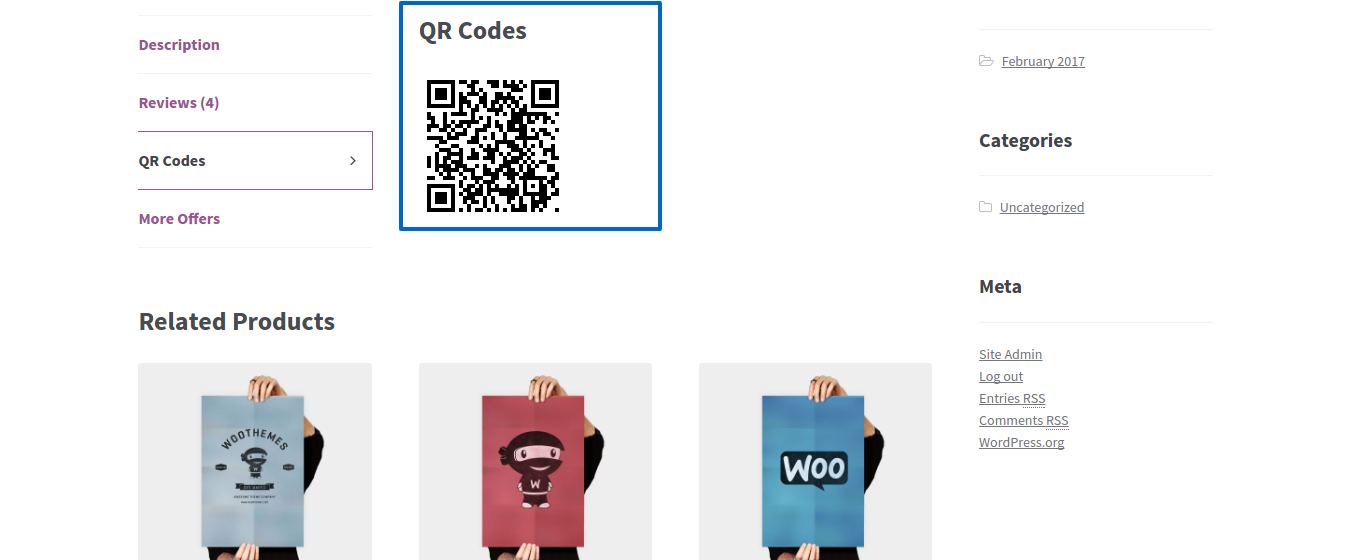 Description
Reviews (4)
QR Codes
More Offers
QR Codes
Related Products
WOOTHEMES
W
Woo
February 2017
Categories
Uncategorized
Meta
Site Admin
Log out
Entries RSS
Comments RSS
WordPress.org